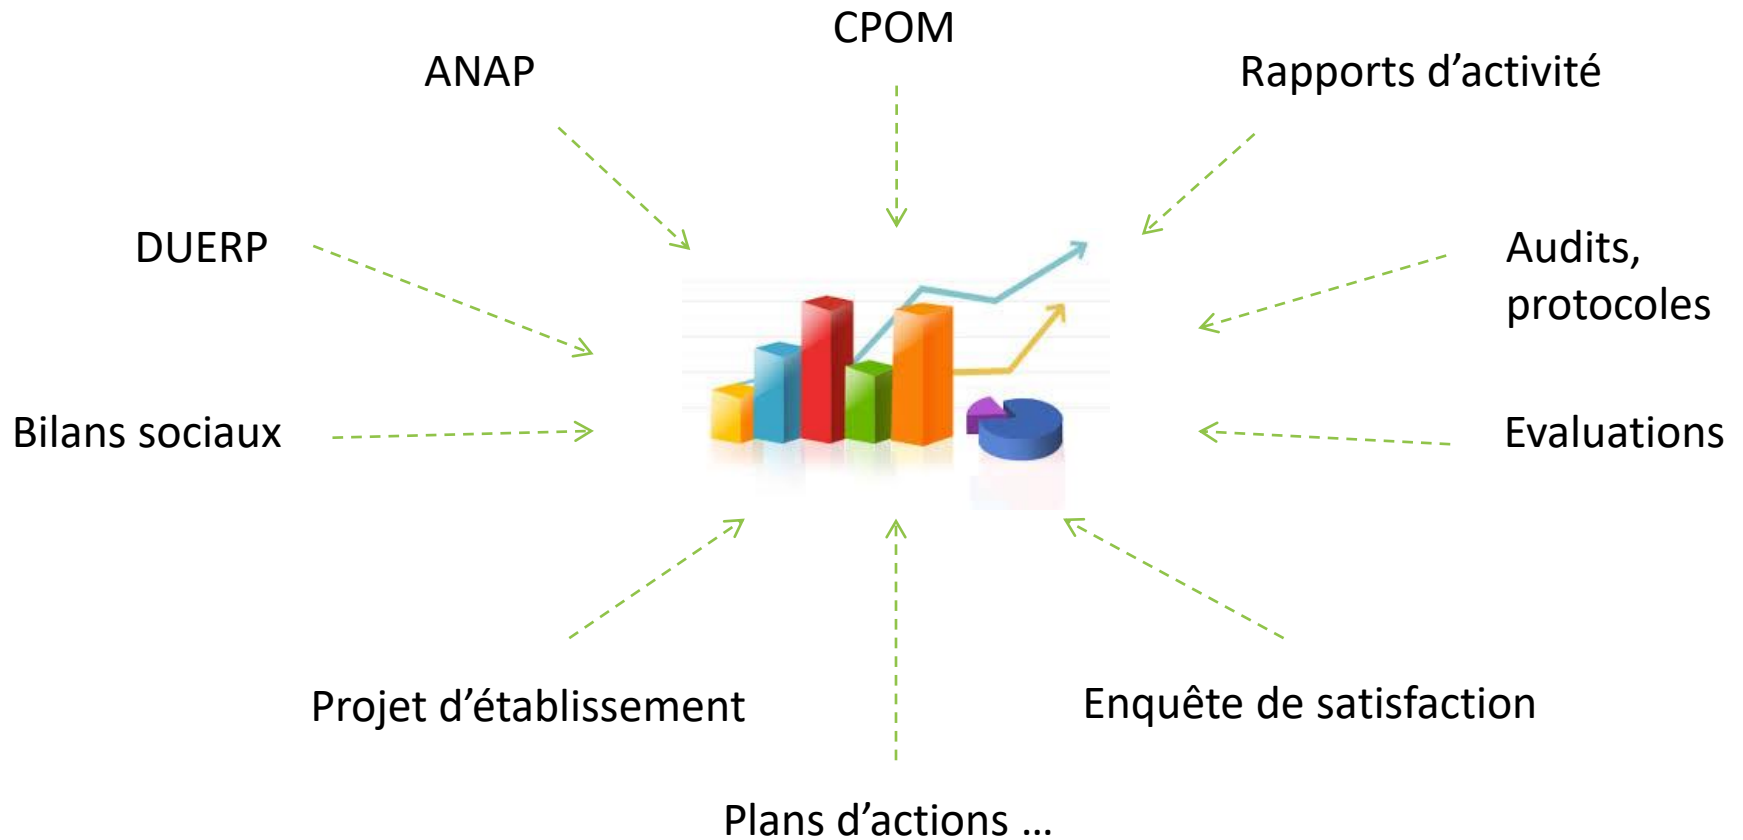 CPOM
ANAP
Rapports d’activité
DUERP
Audits,
protocoles
Bilans sociaux
Evaluations
Projet d’établissement
Enquête de satisfaction
Plans d’actions …